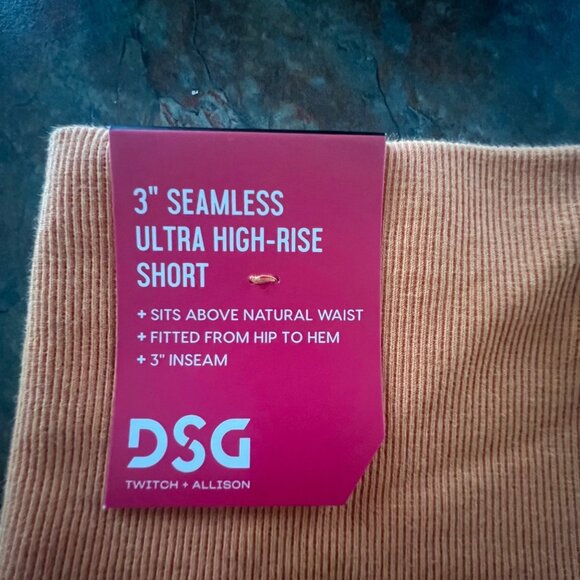 3" SEAMLESS
ULTRA HIGH-RISE
SHORT
+ SITS ABOVE NATURAL WAIST
+ FITTED FROM HIP TO HEM
+ 3" INSEAM
DSG
TWITCH + ALLISON